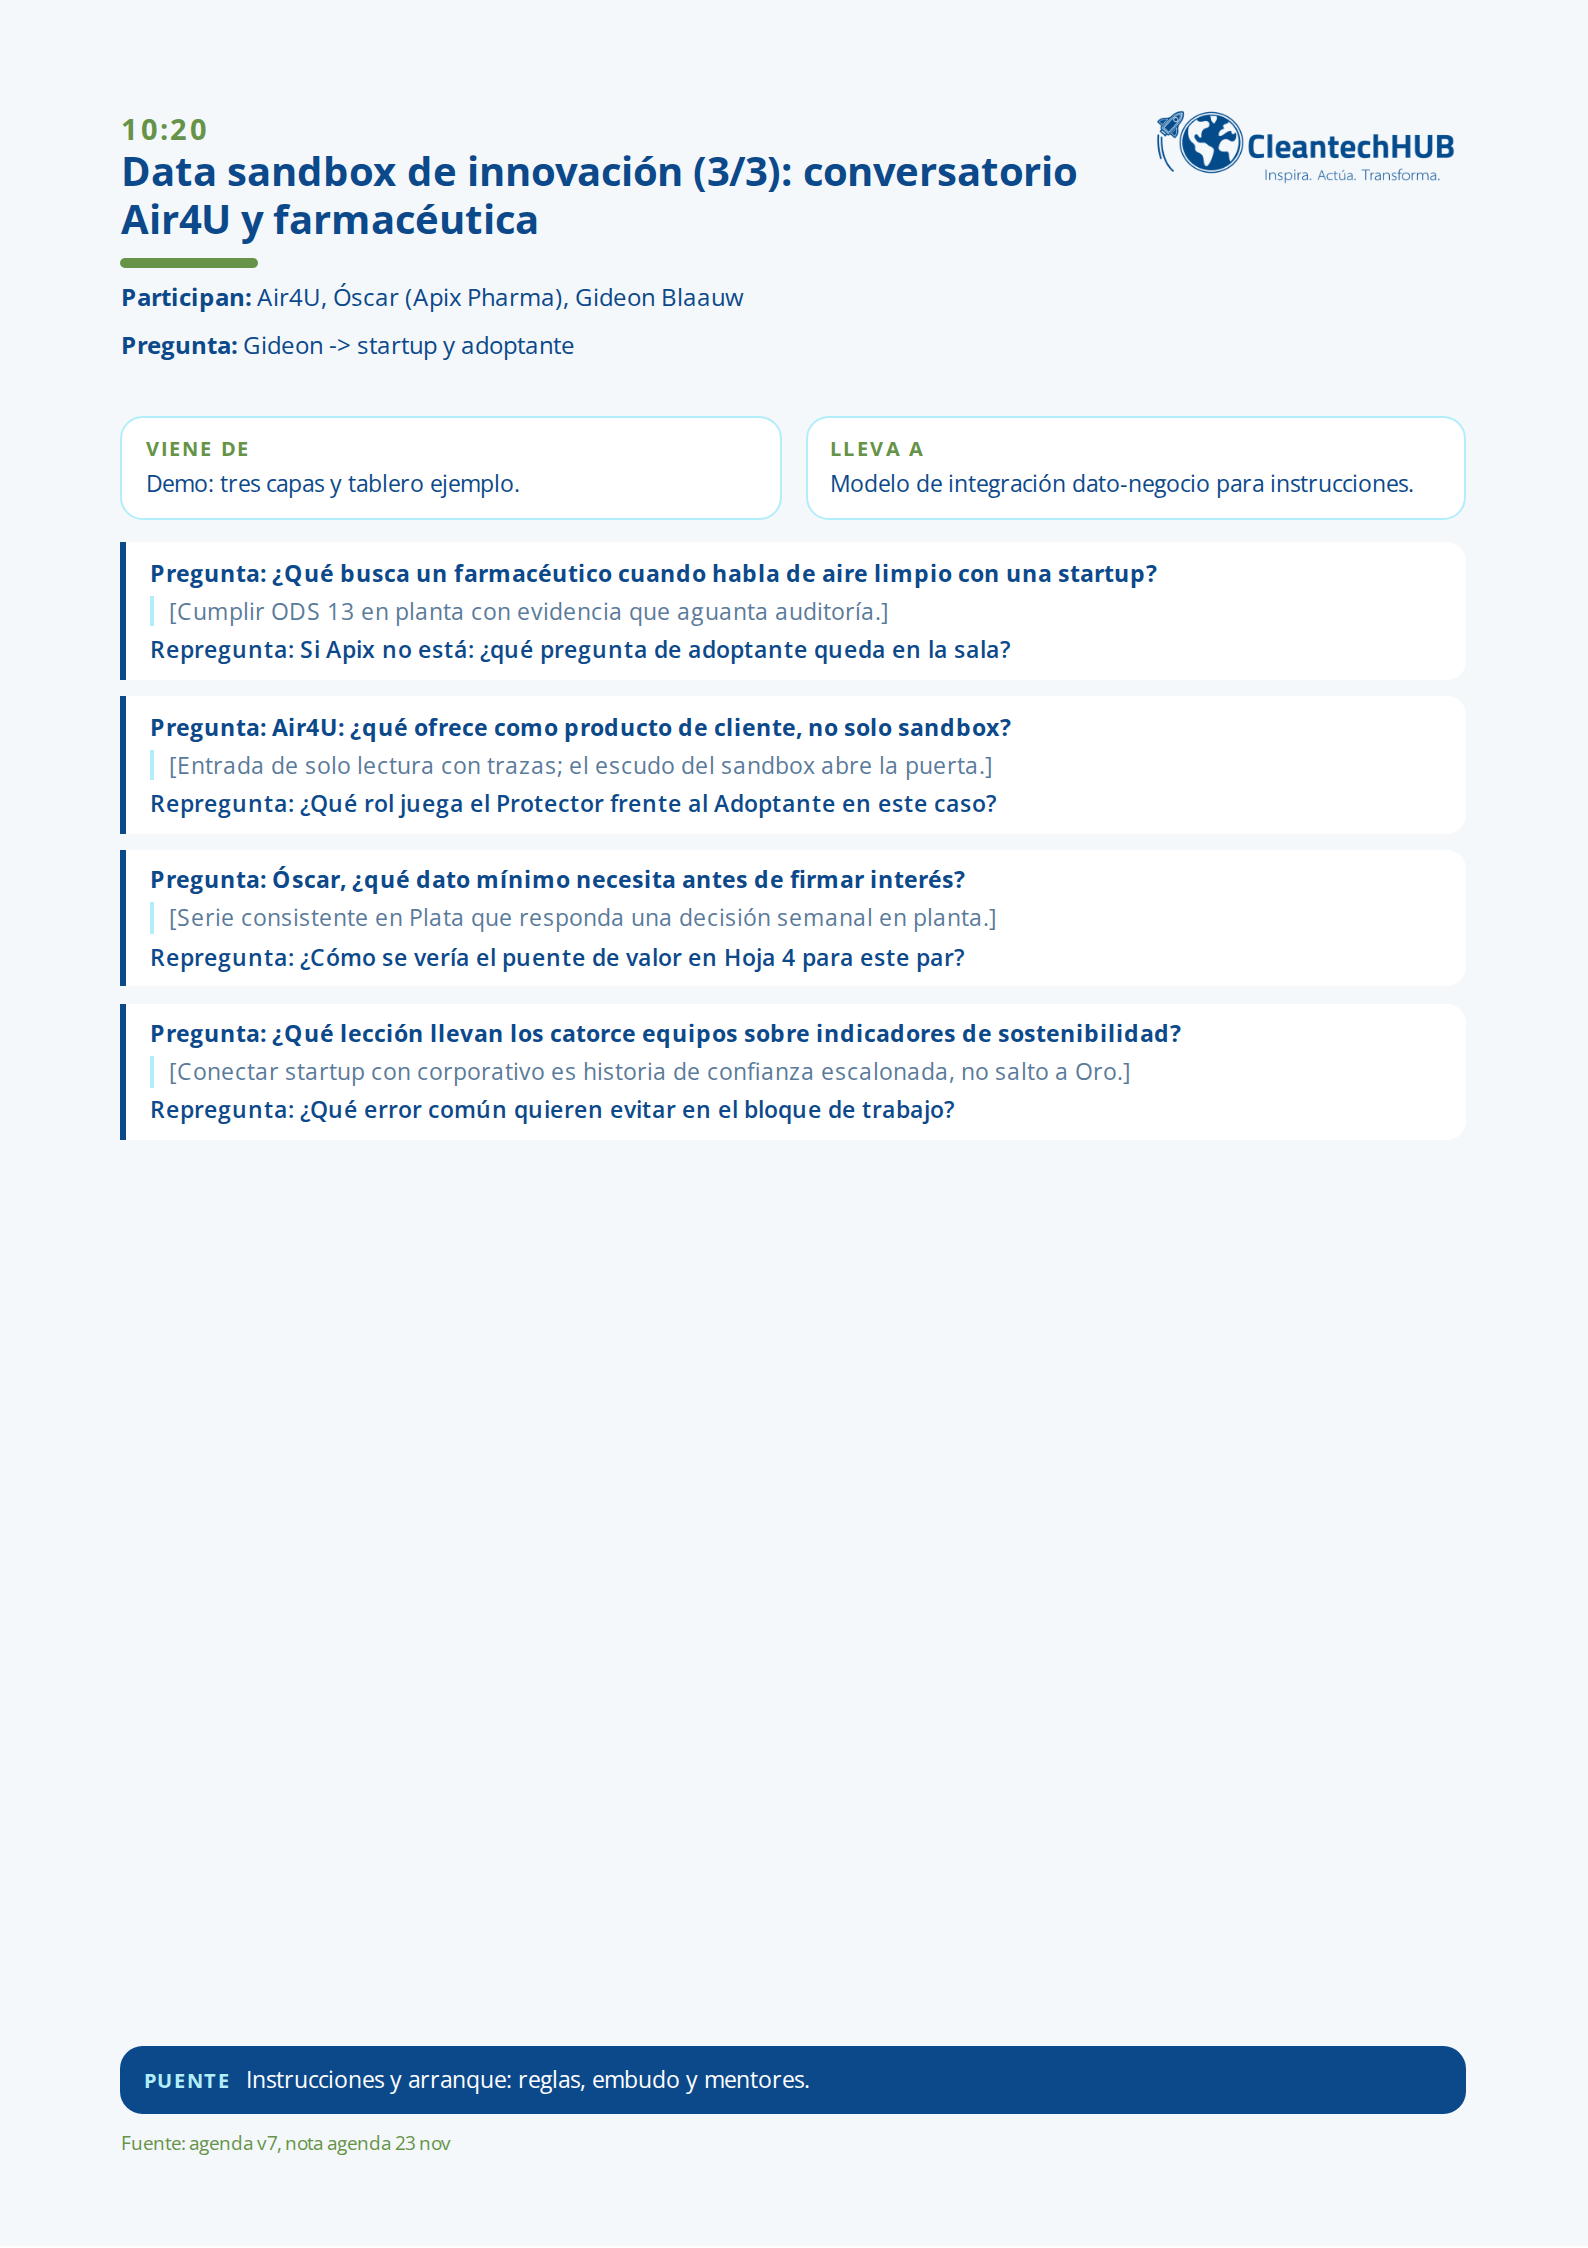 10:20
Data sandbox de innovación (3/3): conversatorio
Air4U y farmacéutica
CleantechHUB
Inspira. Actúa. Transforma.
Participan: Air4U, Óscar (Apix Pharma), Gideon Blaauw
Pregunta: Gideon -> startup y adoptante
VIENE DE
Demo: tres capas y tablero ejemplo.
LLEVA A
Modelo de integración dato-negocio para instrucciones.
Pregunta: ¿Qué busca un farmacéutico cuando habla de aire limpio con una startup?
[Cumplir ODS 13 en planta con evidencia que aguanta auditoría.]
Repregunta: Si Apix no está: ¿qué pregunta de adoptante queda en la sala?
Pregunta: Air4U: ¿qué ofrece como producto de cliente, no solo sandbox?
[Entrada de solo lectura con trazas; el escudo del sandbox abre la puerta.]
Repregunta: ¿Qué rol juega el Protector frente al Adoptante en este caso?
Pregunta: Óscar, ¿qué dato mínimo necesita antes de firmar interés?
[Serie consistente en Plata que responda una decisión semanal en planta.]
Repregunta: ¿Cómo se vería el puente de valor en Hoja 4 para este par?
Pregunta: ¿Qué lección llevan los catorce equipos sobre indicadores de sostenibilidad?
[Conectar startup con corporativo es historia de confianza escalonada, no salto a Oro.]
Repregunta: ¿Qué error común quieren evitar en el bloque de trabajo?
PUENTE Instrucciones y arranque: reglas, embudo y mentores.
Fuente: agenda v7, nota agenda 23 nov